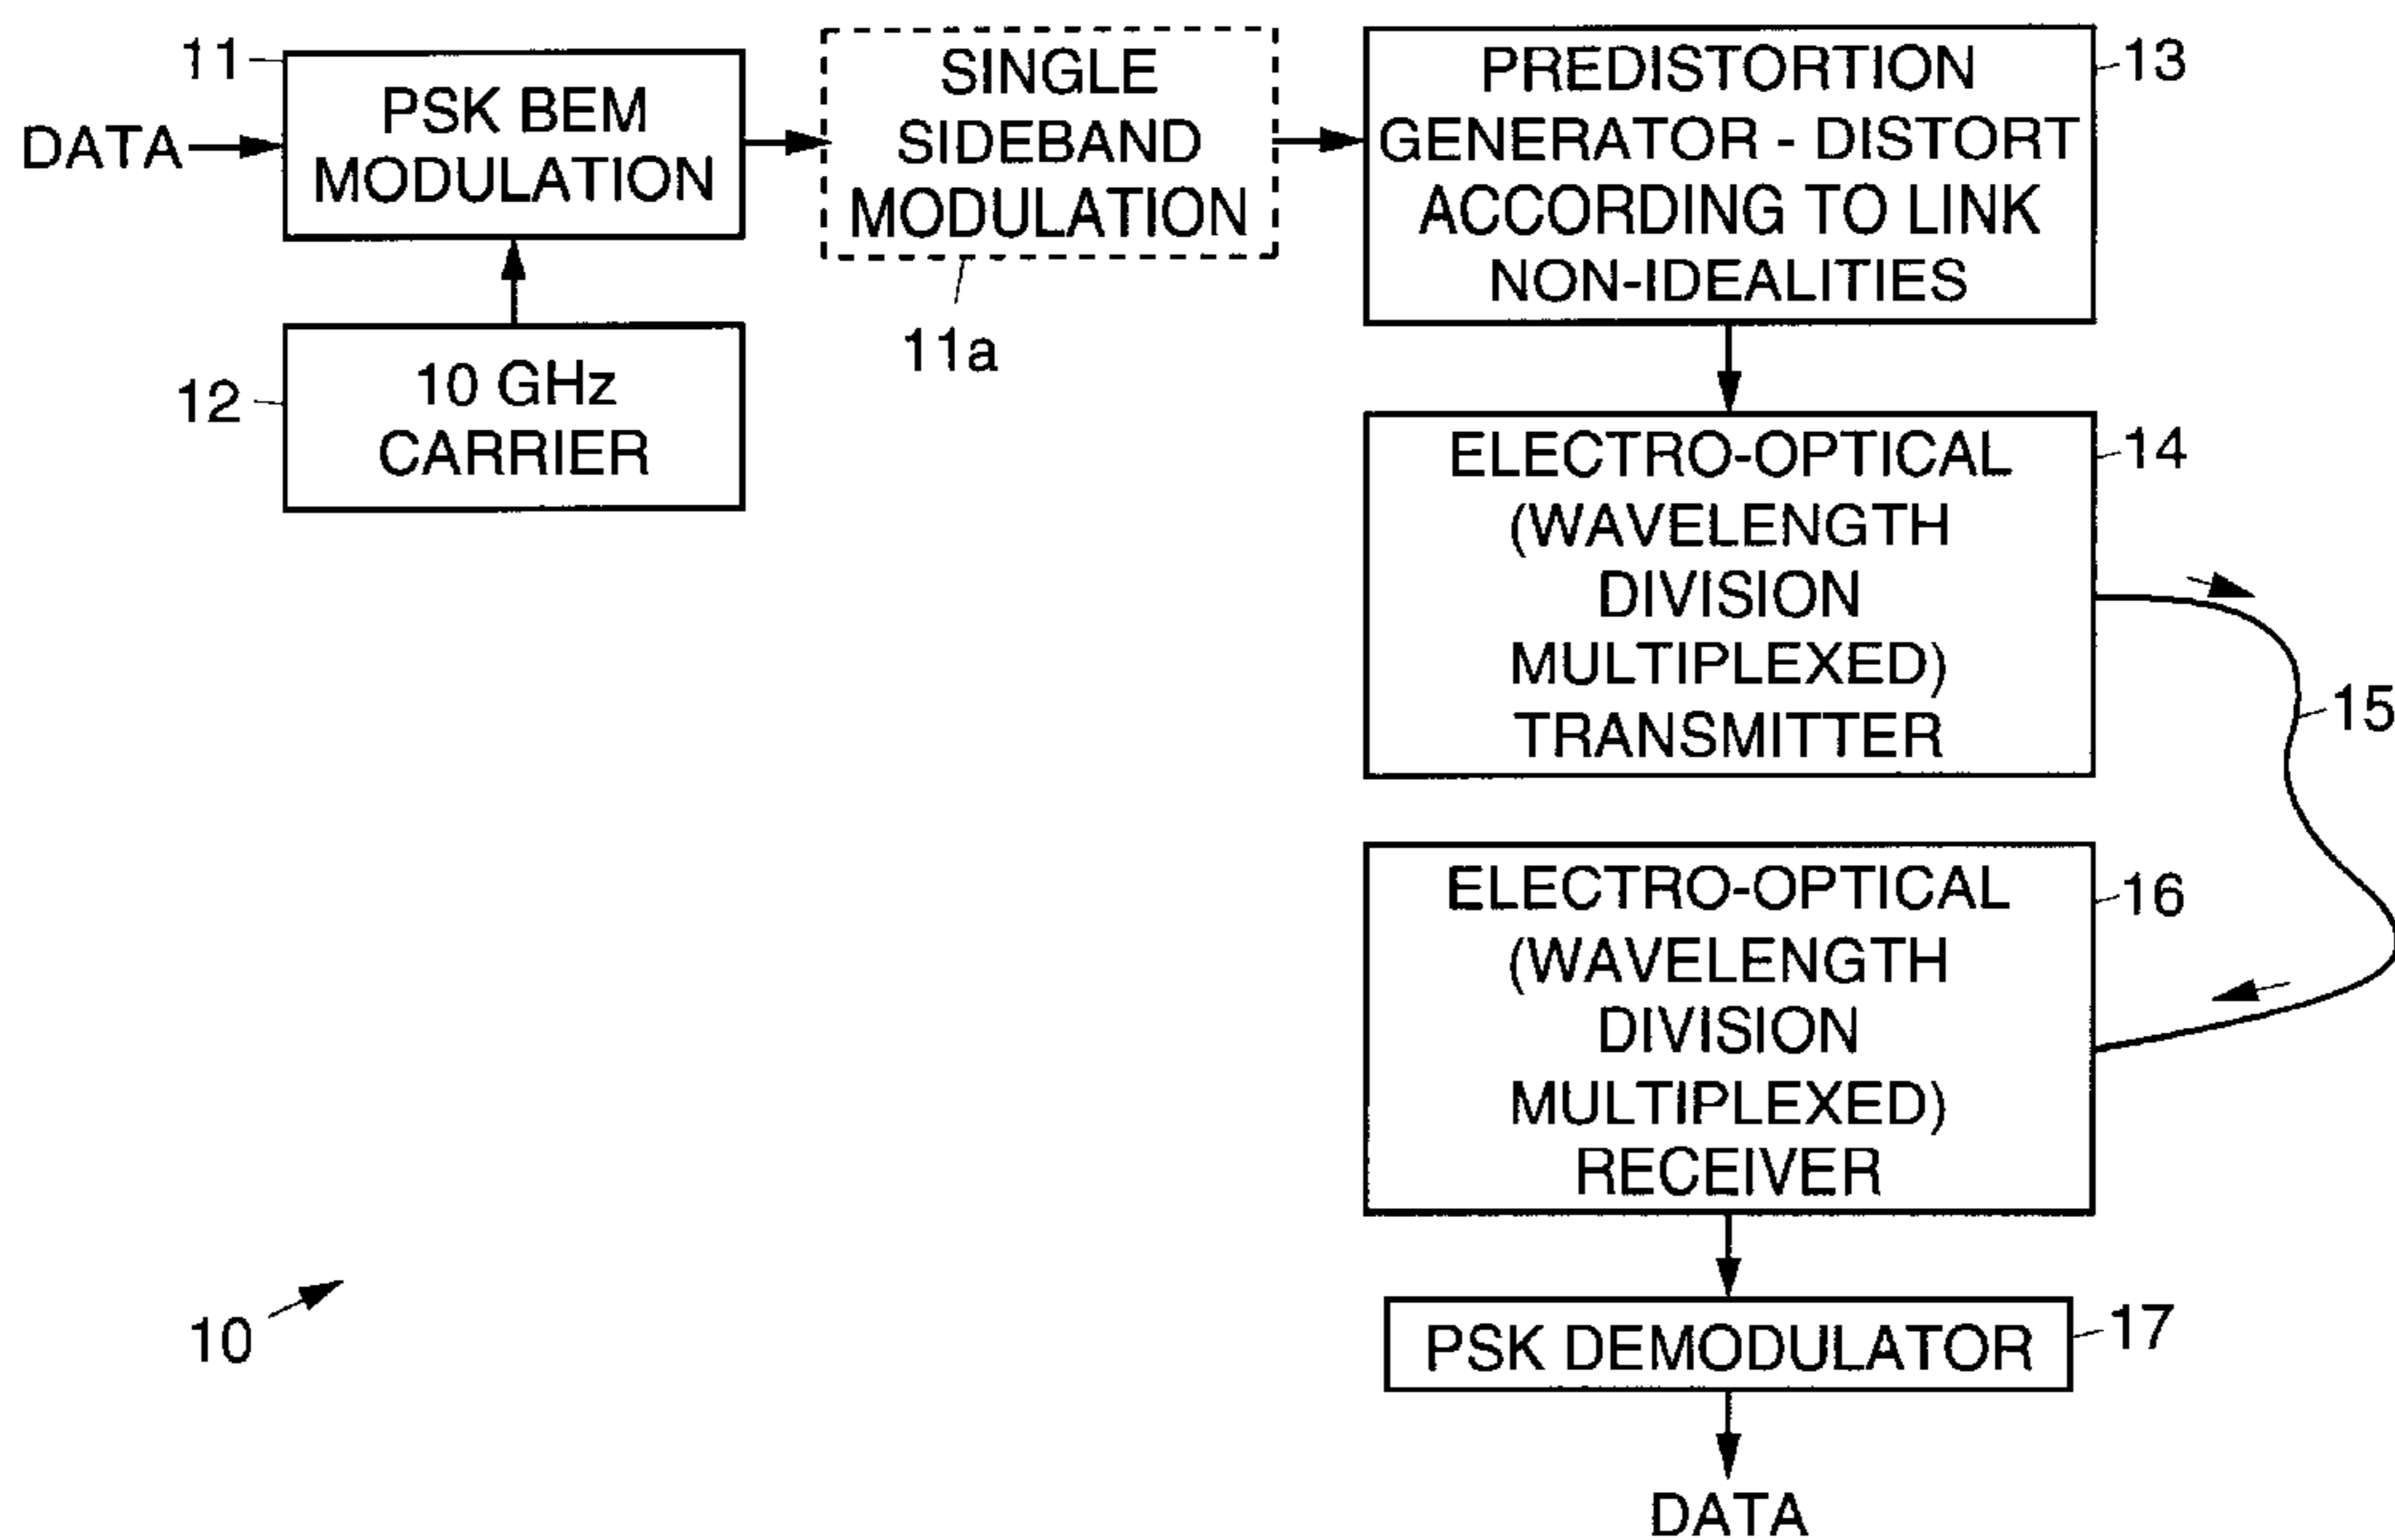 11
DATA
PSK BEM
MODULATION
12
10 GHz
CARRIER
SINGLE
SIDEBAND
MODULATION
11a
PREDISTORTION
GENERATOR - DISTORT
ACCORDING TO LINK
NON-IDEALITIES
13
ELECTRO-OPTICAL
(WAVELENGTH
DIVISION
MULTIPLEXED)
TRANSMITTER
14
15
ELECTRO-OPTICAL
(WAVELENGTH
DIVISION
MULTIPLEXED)
RECEIVER
16
PSK DEMODULATOR
17
DATA
10